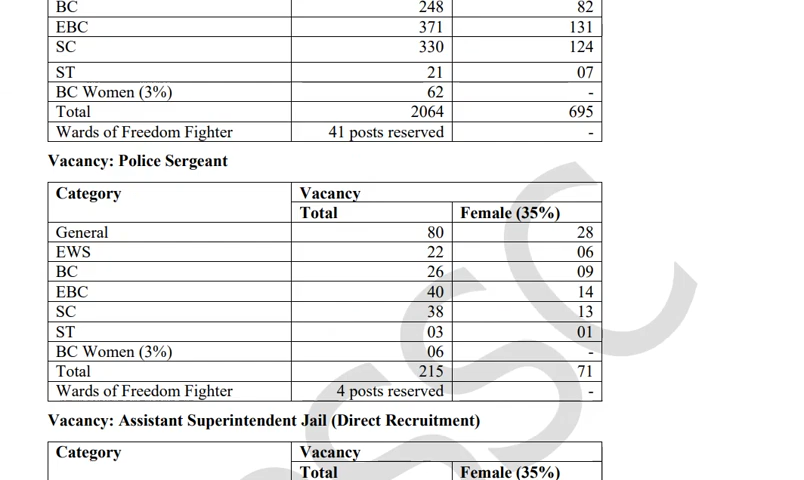 BC 248 82
EBC 371 131
SC 330 124
ST 21 07
BC Women (3%) 62 -
Total 2064 695
Wards of Freedom Fighter 41 posts reserved -
Vacancy: Police Sergeant
Category Vacancy
Total Female (35%)
General 80 28
EWS 22 06
BC 26 09
EBC 40 14
SC 38 13
ST 03 01
BC Women (3%) 06 -
Total 215 71
Wards of Freedom Fighter 4 posts reserved -
Vacancy: Assistant Superintendent Jail (Direct Recruitment)
Category Vacancy
Total Female (35%)